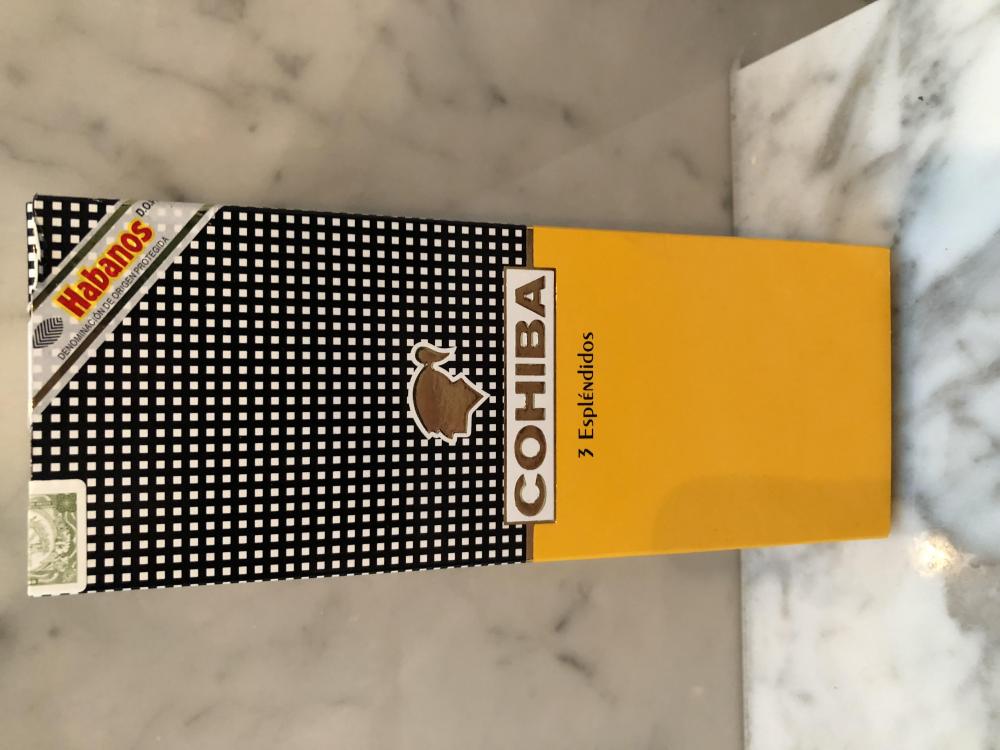 Habanos
D.O.P.
DENOMINACIÓN DE ORIGEN PROTEGIDA
COHIBA
3 EsplÉNdidos